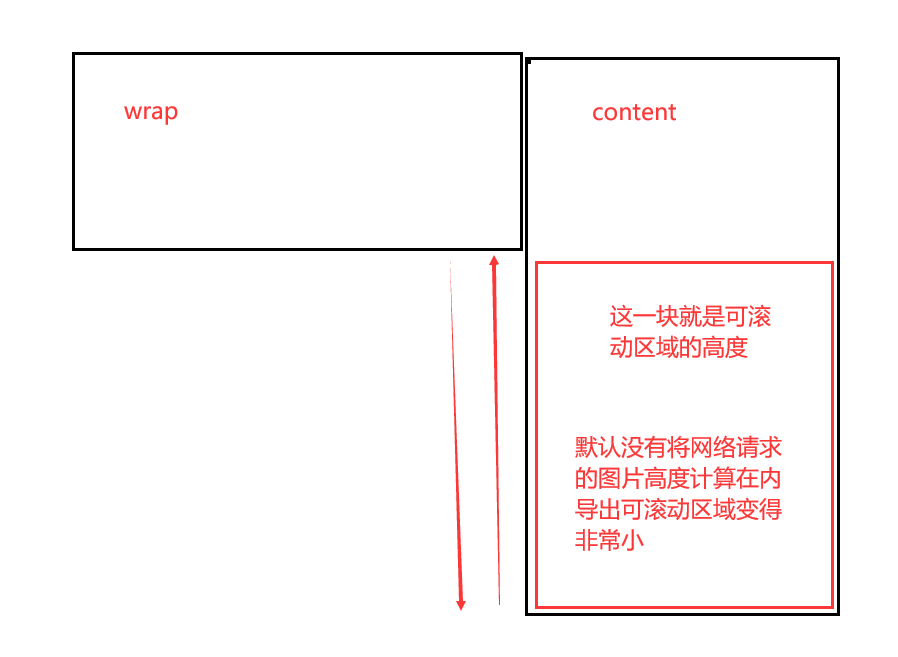 wrap
content
这一块就是可滚
动区域的高度
默认没有将网络请求
的图片高度计算在内
导出可滚动区域变得
非常小